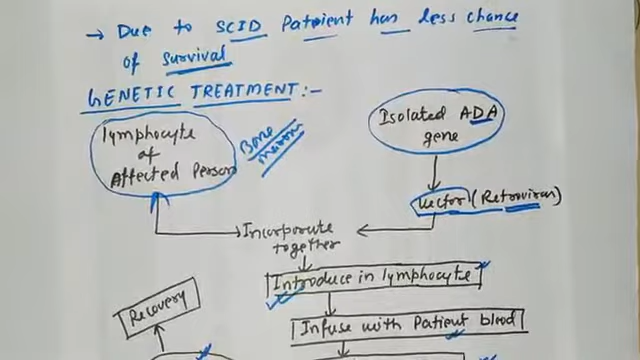 → Due to SCID Patient has less chance
of survival
GENETIC TREATMENT:-
lymphocyte
of
Affected Person
Bone
marrow
Isolated ADA
gene
Vector (Retrovirus)
Incorporate
together
Introduce in lymphocyte
Infuse with Patient blood
Recovery